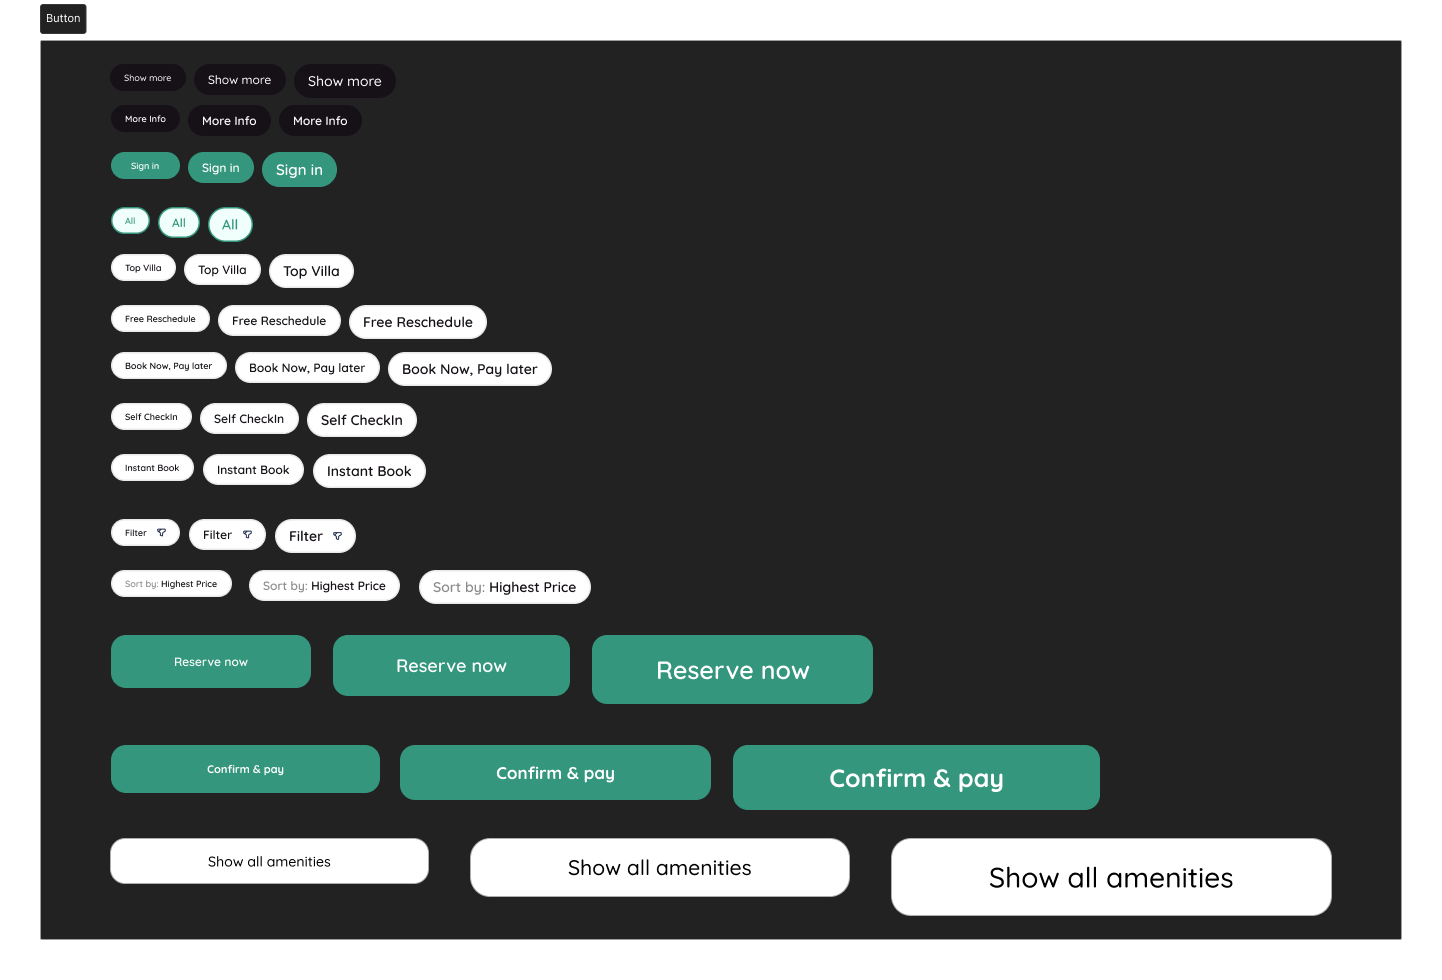 Button
Show more Show more Show more
More Info More Info More Info
Sign in Sign in Sign in
All All All
Top Villa Top Villa Top Villa
Free Reschedule Free Reschedule Free Reschedule
Book Now, Pay later Book Now, Pay later Book Now, Pay later
Self CheckIn Self CheckIn Self CheckIn
Instant Book Instant Book Instant Book
Filter Filter Filter
Sort by: Highest Price Sort by: Highest Price Sort by: Highest Price
Reserve now Reserve now Reserve now
Confirm & pay Confirm & pay Confirm & pay
Show all amenities Show all amenities Show all amenities